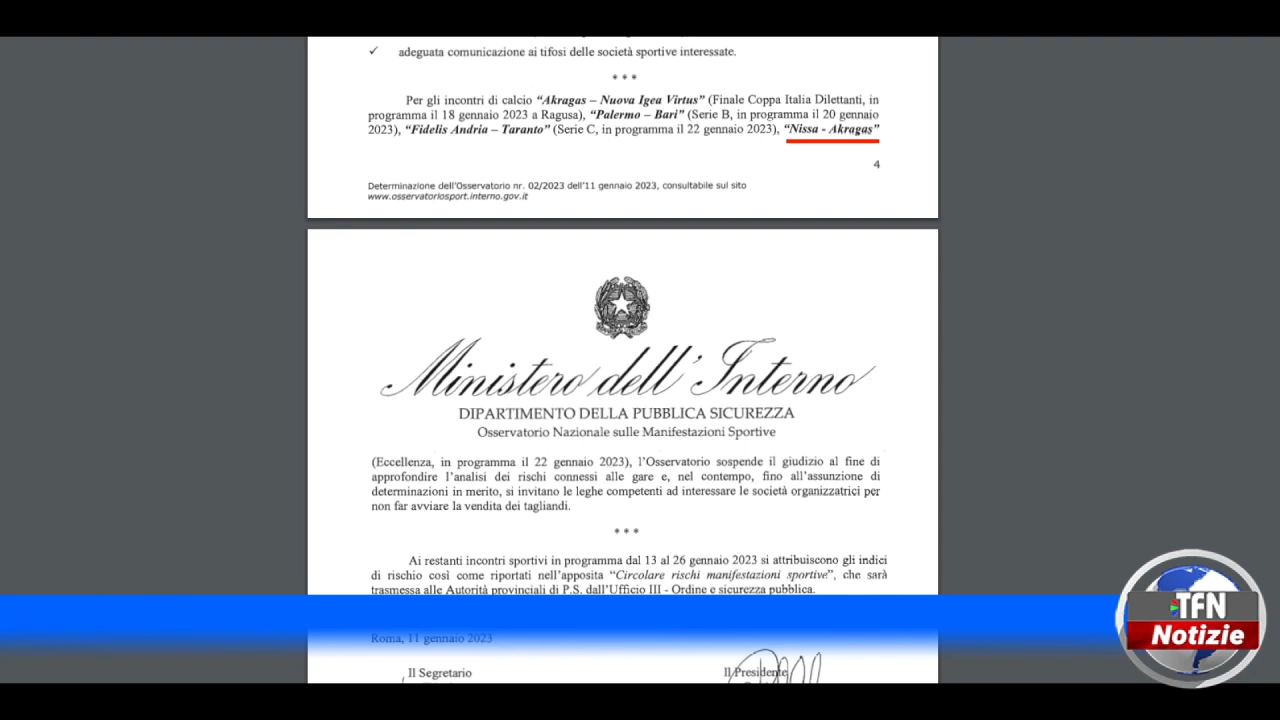 ✓ adeguata comunicazione ai tifosi delle società sportive interessate.
* * *
Per gli incontri di calcio “Akragas – Nuova Igea Virtus” (Finale Coppa Italia Dilettanti, in
programma il 18 gennaio 2023 a Ragusa), “Palermo – Bari” (Serie B, in programma il 20 gennaio
2023), “Fidelis Andria – Taranto” (Serie C, in programma il 22 gennaio 2023), “Nissa - Akragas”
4
Determinazione dell’Osservatorio nr. 02/2023 dell’11 gennaio 2023, consultabile sul sito
www.osservatoriosport.interno.gov.it
Ministero dell’Interno
DIPARTIMENTO DELLA PUBBLICA SICUREZZA
Osservatorio Nazionale sulle Manifestazioni Sportive
(Eccellenza, in programma il 22 gennaio 2023), l’Osservatorio sospende il giudizio al fine di
approfondire l’analisi dei rischi connessi alle gare e, nel contempo, fino all’assunzione di
determinazioni in merito, si invitano le leghe competenti ad interessare le società organizzatrici per
non far avviare la vendita dei tagliandi.
* * *
Ai restanti incontri sportivi in programma dal 13 al 26 gennaio 2023 si attribuiscono gli indici
di rischio così come riportati nell’apposita “Circolare rischi manifestazioni sportive”, che sarà
trasmessa alle Autorità provinciali di P.S. dall’Ufficio III - Ordine e sicurezza pubblica.
Roma, 11 gennaio 2023
Il Segretario Il Presidente
TFN
Notizie